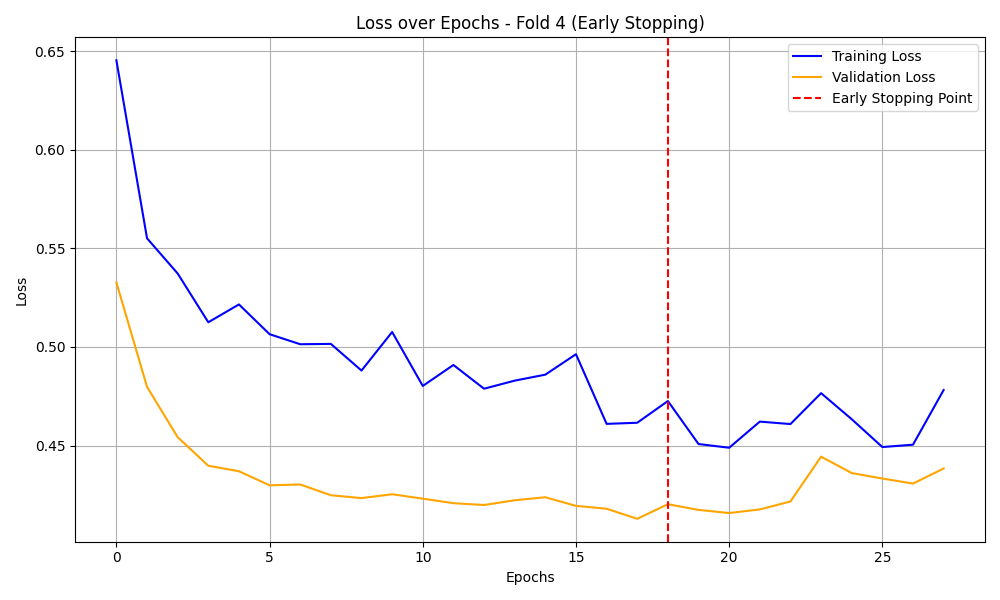 Loss over Epochs - Fold 4 (Early Stopping)
Training Loss
Validation Loss
Early Stopping Point
Loss
0.65
0.60
0.55
0.50
0.45
0 5 10 15 20 25
Epochs